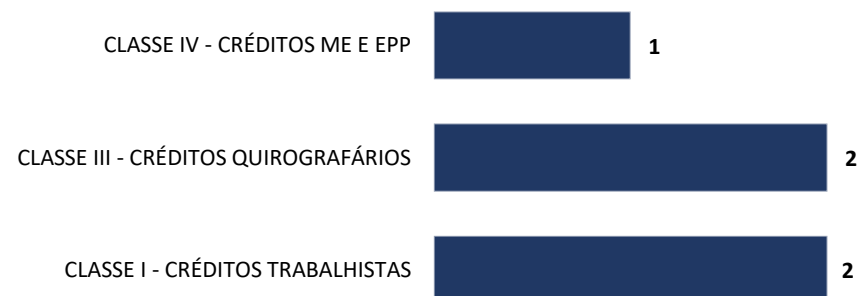 CLASSE IV - CRÉDITOS ME E EPP 1
CLASSE III - CRÉDITOS QUIROGRAFÁRIOS 2
CLASSE I - CRÉDITOS TRABALHISTAS 2